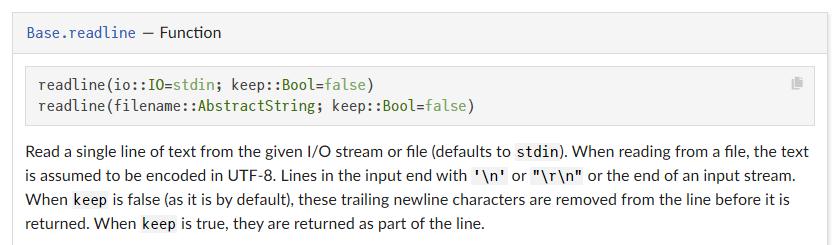 Base.readline — Function
readline(io::IO=stdin; keep::Bool=false)
readline(filename::AbstractString; keep::Bool=false)
Read a single line of text from the given I/O stream or file (defaults to stdin). When reading from a file, the text
is assumed to be encoded in UTF-8. Lines in the input end with '\n' or "\r\n" or the end of an input stream.
When keep is false (as it is by default), these trailing newline characters are removed from the line before it is
returned. When keep is true, they are returned as part of the line.